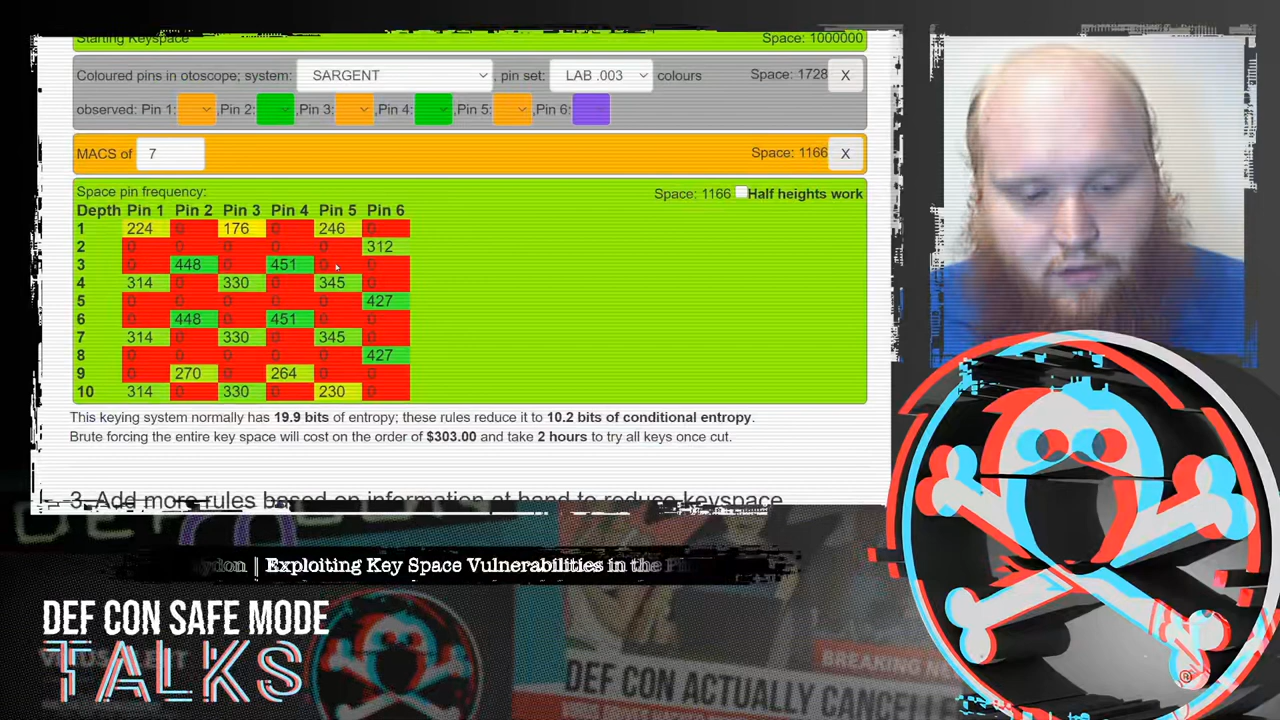 Starting Keyspace Space: 1000000
Coloured pins in otoscope; system: SARGENT , pin set: LAB .003 colours Space: 1728 X
observed: Pin 1: ,Pin 2: ,Pin 3: ,Pin 4: ,Pin 5: ,Pin 6:
MACS of 7 Space: 1166 X
Space pin frequency: Space: 1166 Half heights work
Depth Pin 1 Pin 2 Pin 3 Pin 4 Pin 5 Pin 6
1 224 0 176 0 246 0
2 0 0 0 0 0 312
3 0 448 0 451 0 0
4 314 0 330 0 345 0
5 0 0 0 0 0 427
6 0 448 0 451 0 0
7 314 0 330 0 345 0
8 0 0 0 0 0 427
9 0 270 0 264 0 0
10 314 0 330 0 230 0
This keying system normally has 19.9 bits of entropy; these rules reduce it to 10.2 bits of conditional entropy.
Brute forcing the entire key space will cost on the order of $303.00 and take 2 hours to try all keys once cut.
3. Add more rules based on information at hand to reduce keyspace
DEF CON
ydon | Exploiting Key Space Vulnerabilities in the P
DEF CON SAFE MODE
TALKS
BREAKING NE
DEF CON ACTUALLY CANCELLE
®